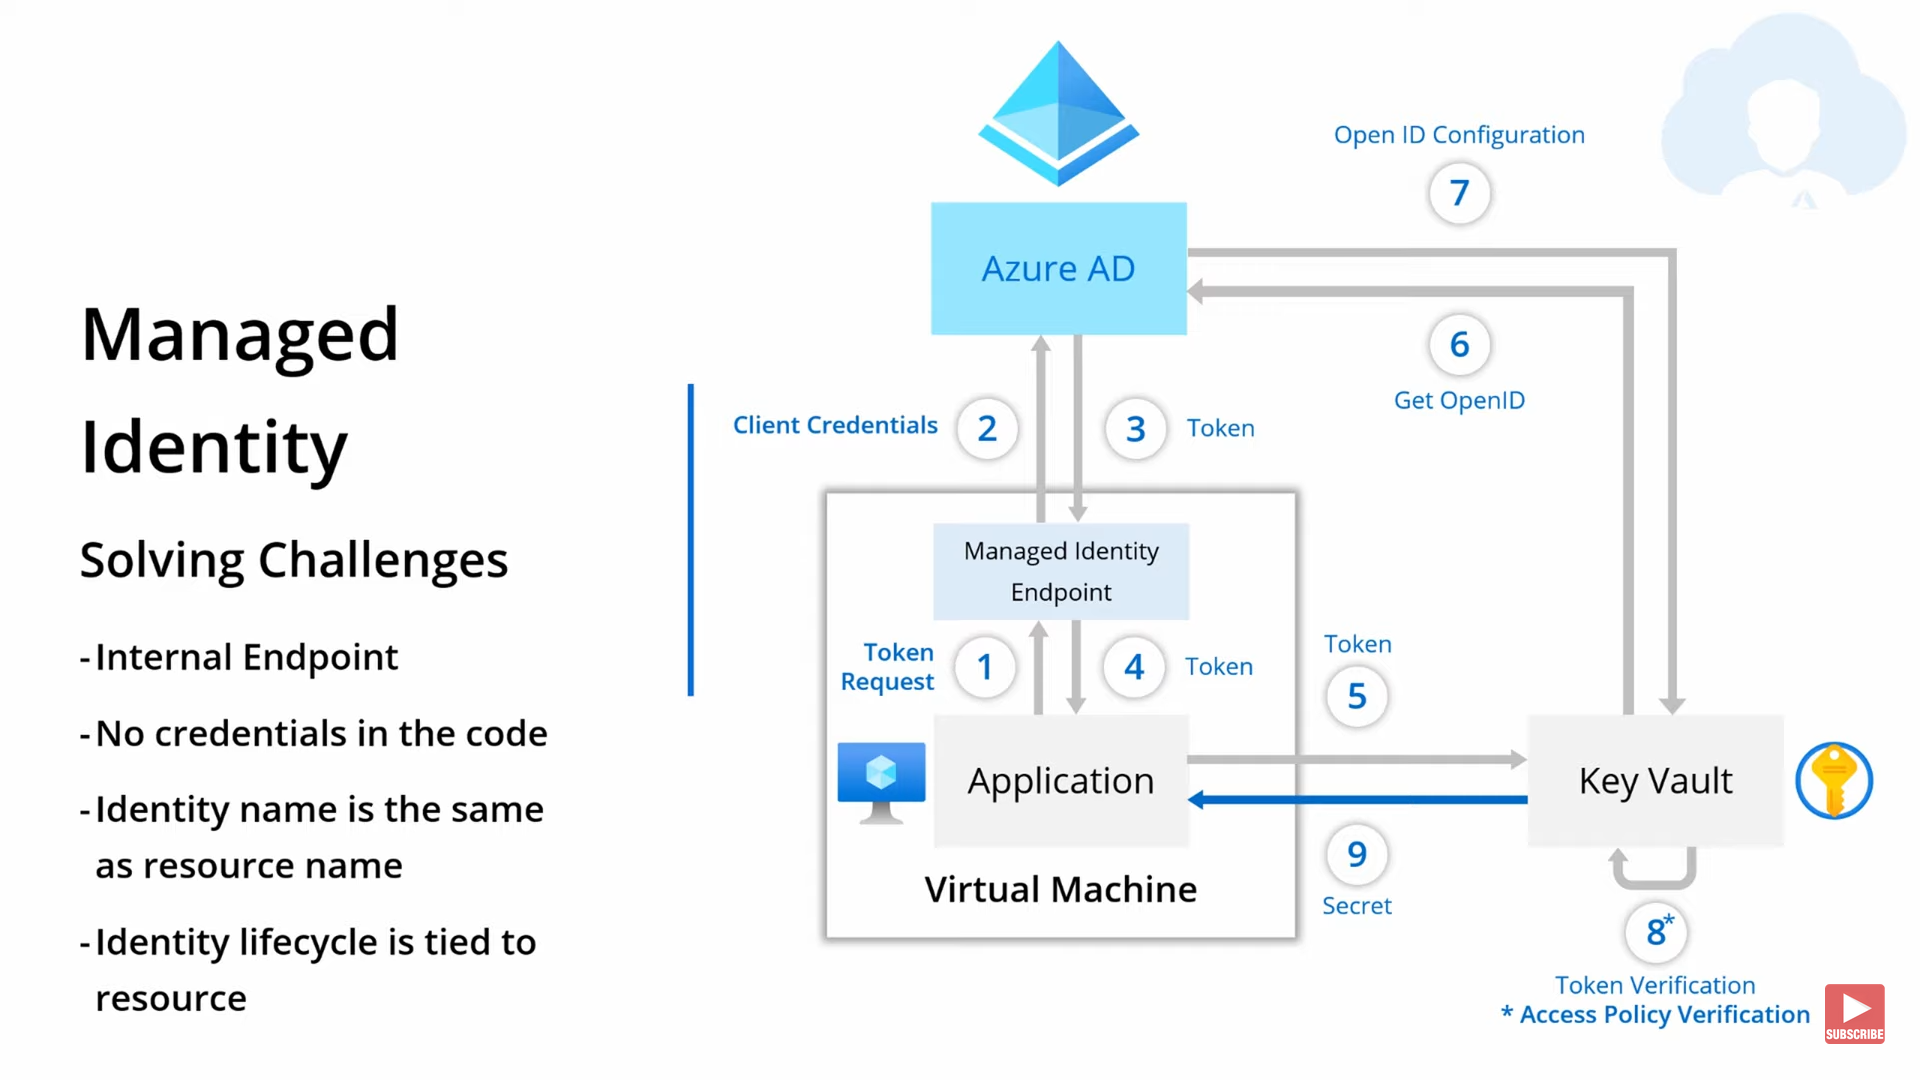 Managed
Identity
Solving Challenges
-Internal Endpoint
-No credentials in the code
-Identity name is the same
as resource name
-Identity lifecycle is tied to
resource
Azure AD
Open ID Configuration
7
6
Get OpenID
Client Credentials
2
3
Token
Managed Identity
Endpoint
Token
Request
1
4
Token
Token
5
Application
Key Vault
Virtual Machine
9
Secret
8*
Token Verification
* Access Policy Verification
SUBSCRIBE